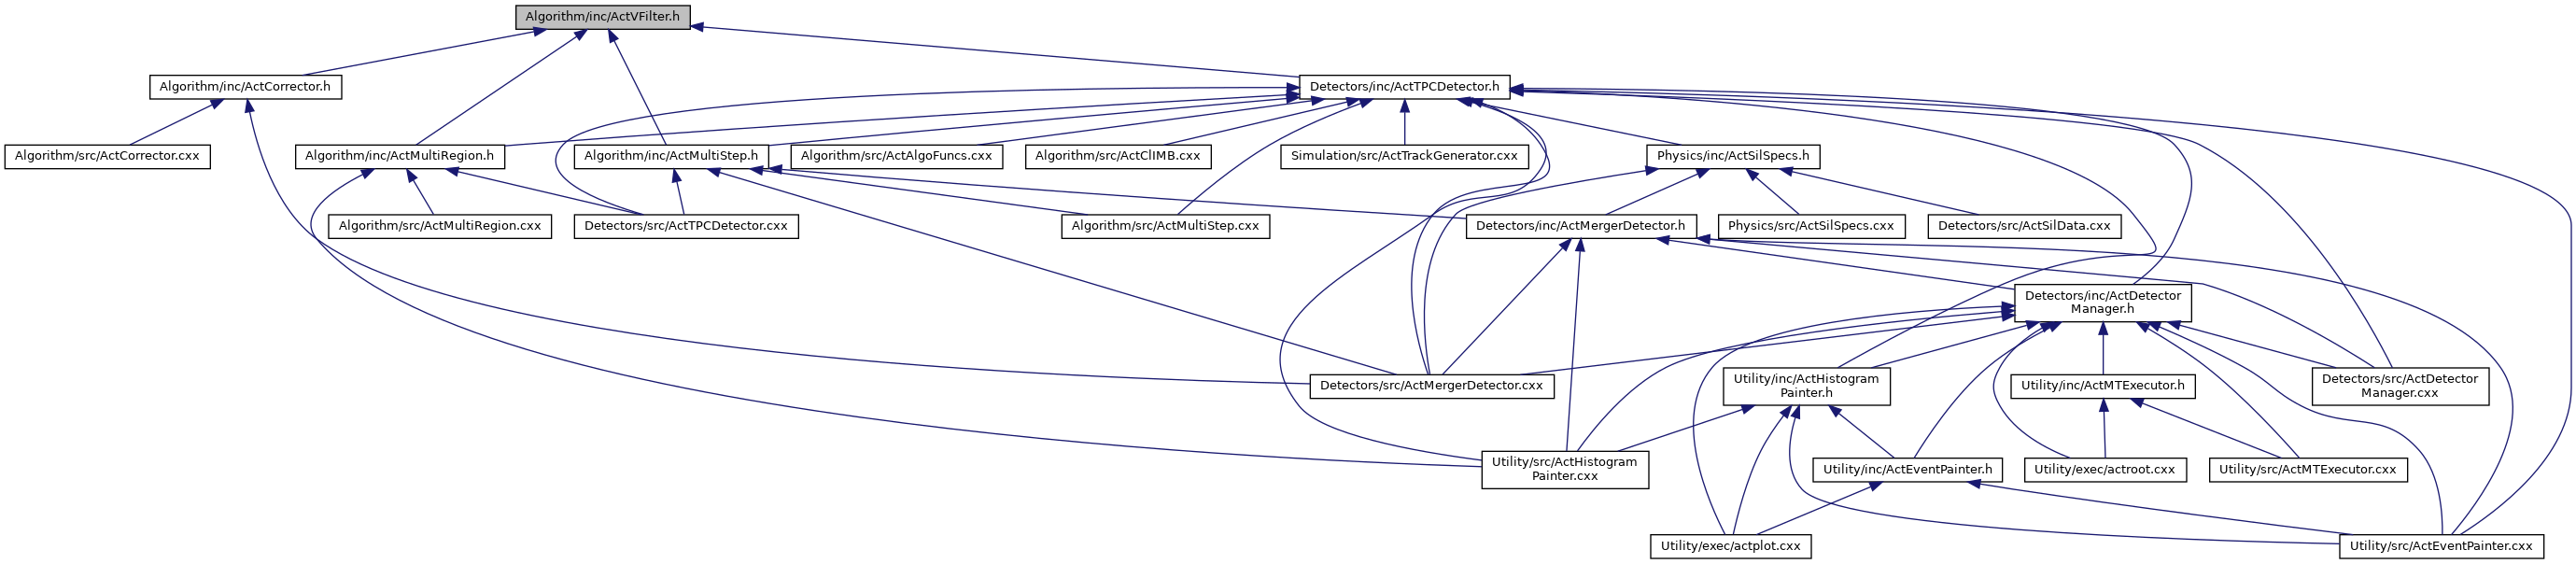 Algorithm/inc/ActVFilter.h
Algorithm/inc/ActCorrector.h
Detectors/inc/ActTPCDetector.h
Algorithm/src/ActCorrector.cxx
Algorithm/inc/ActMultiRegion.h
Algorithm/inc/ActMultiStep.h
Algorithm/src/ActAlgoFuncs.cxx
Algorithm/src/ActClIMB.cxx
Simulation/src/ActTrackGenerator.cxx
Physics/inc/ActSilSpecs.h
Algorithm/src/ActMultiRegion.cxx
Detectors/src/ActTPCDetector.cxx
Algorithm/src/ActMultiStep.cxx
Detectors/inc/ActMergerDetector.h
Physics/src/ActSilSpecs.cxx
Detectors/src/ActSilData.cxx
Detectors/inc/ActDetector
Manager.h
Detectors/src/ActMergerDetector.cxx
Utility/inc/ActHistogram
Painter.h
Utility/inc/ActMTExecutor.h
Detectors/src/ActDetector
Manager.cxx
Utility/src/ActHistogram
Painter.cxx
Utility/inc/ActEventPainter.h
Utility/exec/actroot.cxx
Utility/src/ActMTExecutor.cxx
Utility/exec/actplot.cxx
Utility/src/ActEventPainter.cxx